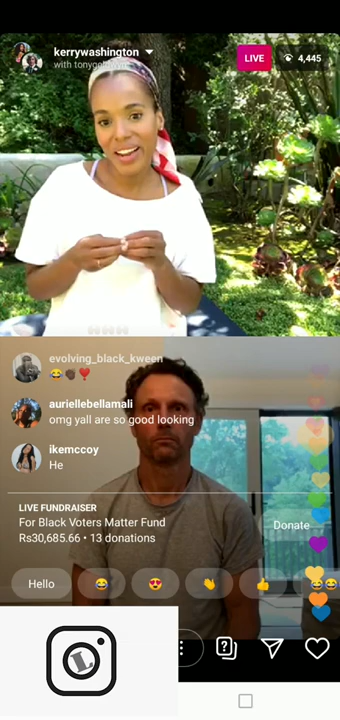 kerrywashington
LIVE
4,445
evolving_black_kween
😂✊🏿❣️
auriellebellamali
omg yall are so good looking
ikemccoy
He
LIVE FUNDRAISER
For Black Voters Matter Fund
Rs30,685.66 • 13 donations
Donate
Hello
L